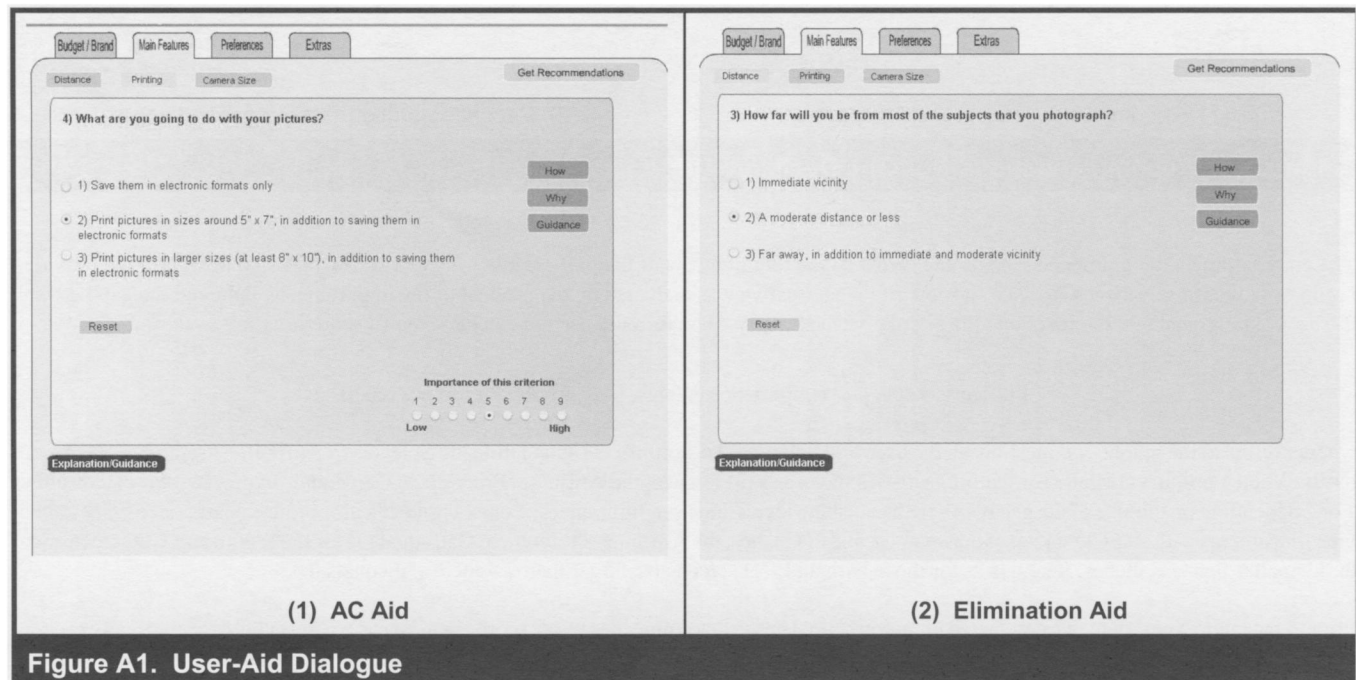 Budget / Brand
Main Features
Preferences
Extras
Distance
Printing
Camera Size
Get Recommendations
4) What are you going to do with your pictures?
1) Save them in electronic formats only
2) Print pictures in sizes around 5" x 7", in addition to saving them in
electronic formats
3) Print pictures in larger sizes (at least 8" x 10"), in addition to saving them
in electronic formats
How
Why
Guidance
Reset
Importance of this criterion
1 2 3 4 5 6 7 8 9
Low High
Explanation/Guidance
(1) AC Aid
Budget / Brand
Main Features
Preferences
Extras
Distance
Printing
Camera Size
Get Recommendations
3) How far will you be from most of the subjects that you photograph?
1) Immediate vicinity
2) A moderate distance or less
3) Far away, in addition to immediate and moderate vicinity
How
Why
Guidance
Reset
Explanation/Guidance
(2) Elimination Aid
Figure A1. User-Aid Dialogue